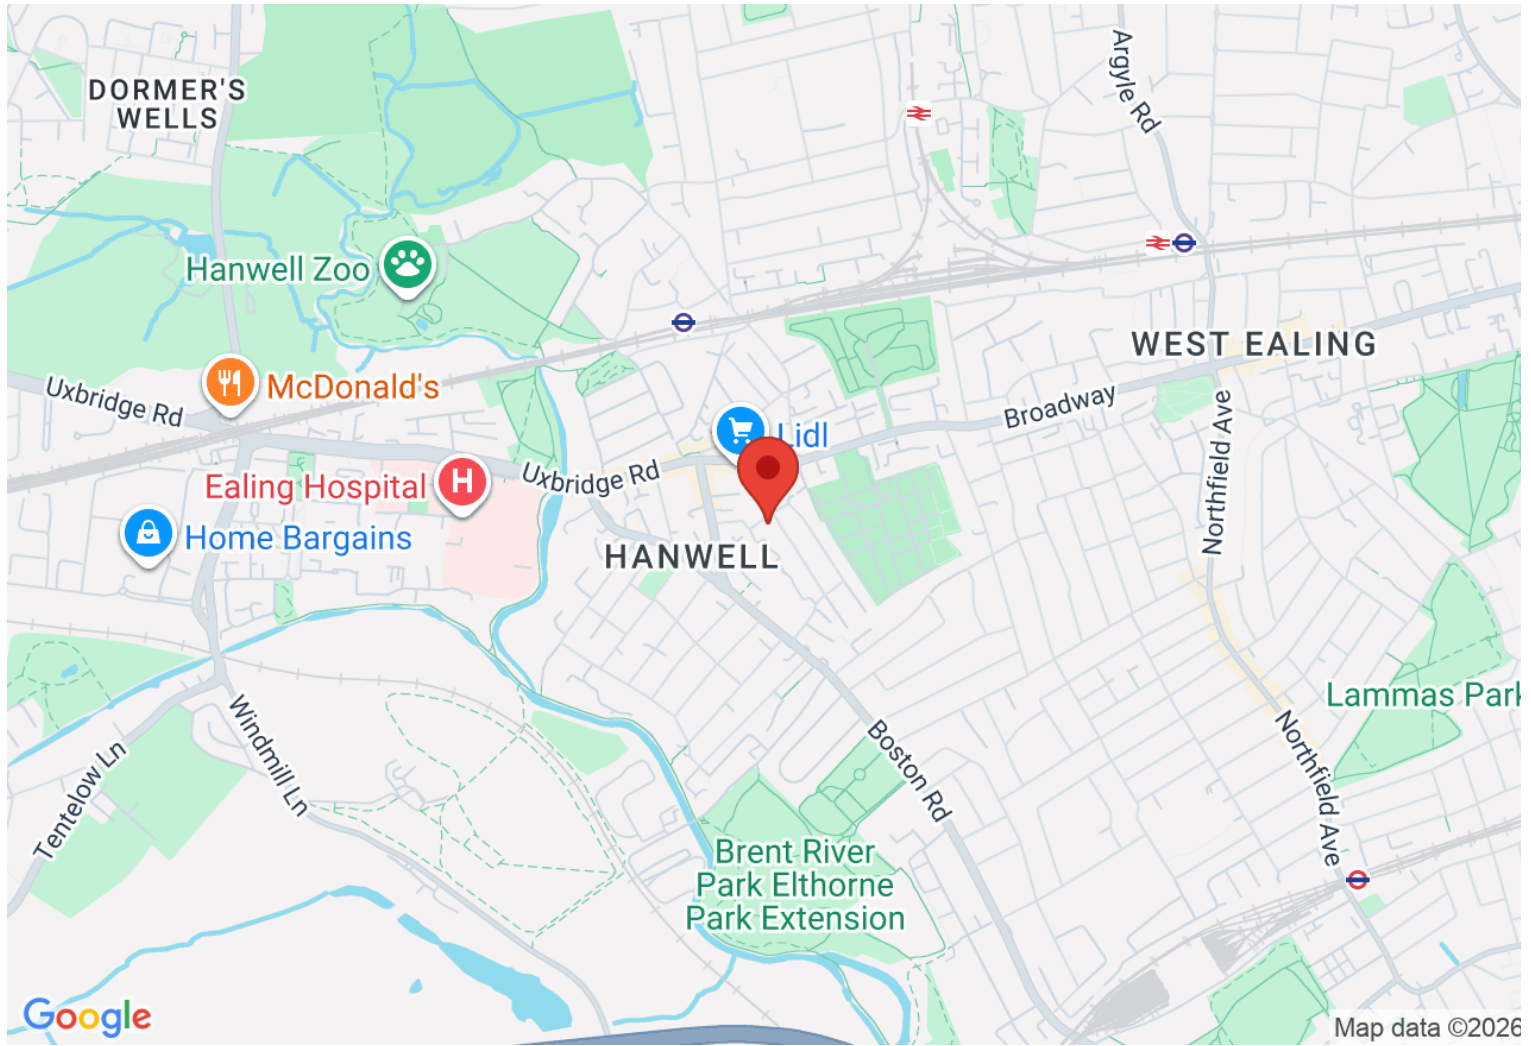 Argyle Rd
DORMER'S
WELLS
Hanwell Zoo
WEST EALING
McDonald's
Uxbridge Rd
Broadway
Northfield Ave
Lidl
Uxbridge Rd
Ealing Hospital
H
Home Bargains
HANWELL
Lammas Park
Windmill Ln
Boston Rd
Northfield Ave
Tentelow Ln
Brent River
Park Elthorne
Park Extension
Google
Map data ©2026